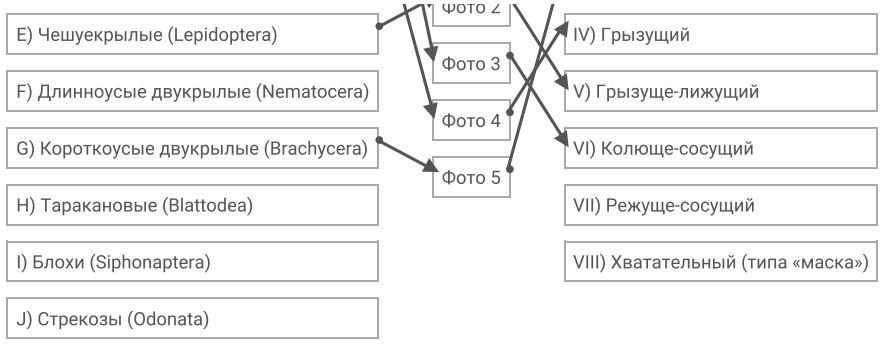 E) Чешуекрылые (Lepidoptera)
F) Длинноусые двукрылые (Nematocera)
G) Короткоусые двукрылые (Brachycera)
H) Таракановые (Blattodea)
I) Блохи (Siphonaptera)
J) Стрекозы (Odonata)
Фото 2
Фото 3
Фото 4
Фото 5
IV) Грызущий
V) Грызуще-лижущий
VI) Колюще-сосущий
VII) Режуще-сосущий
VIII) Хватательный (типа «маска»)